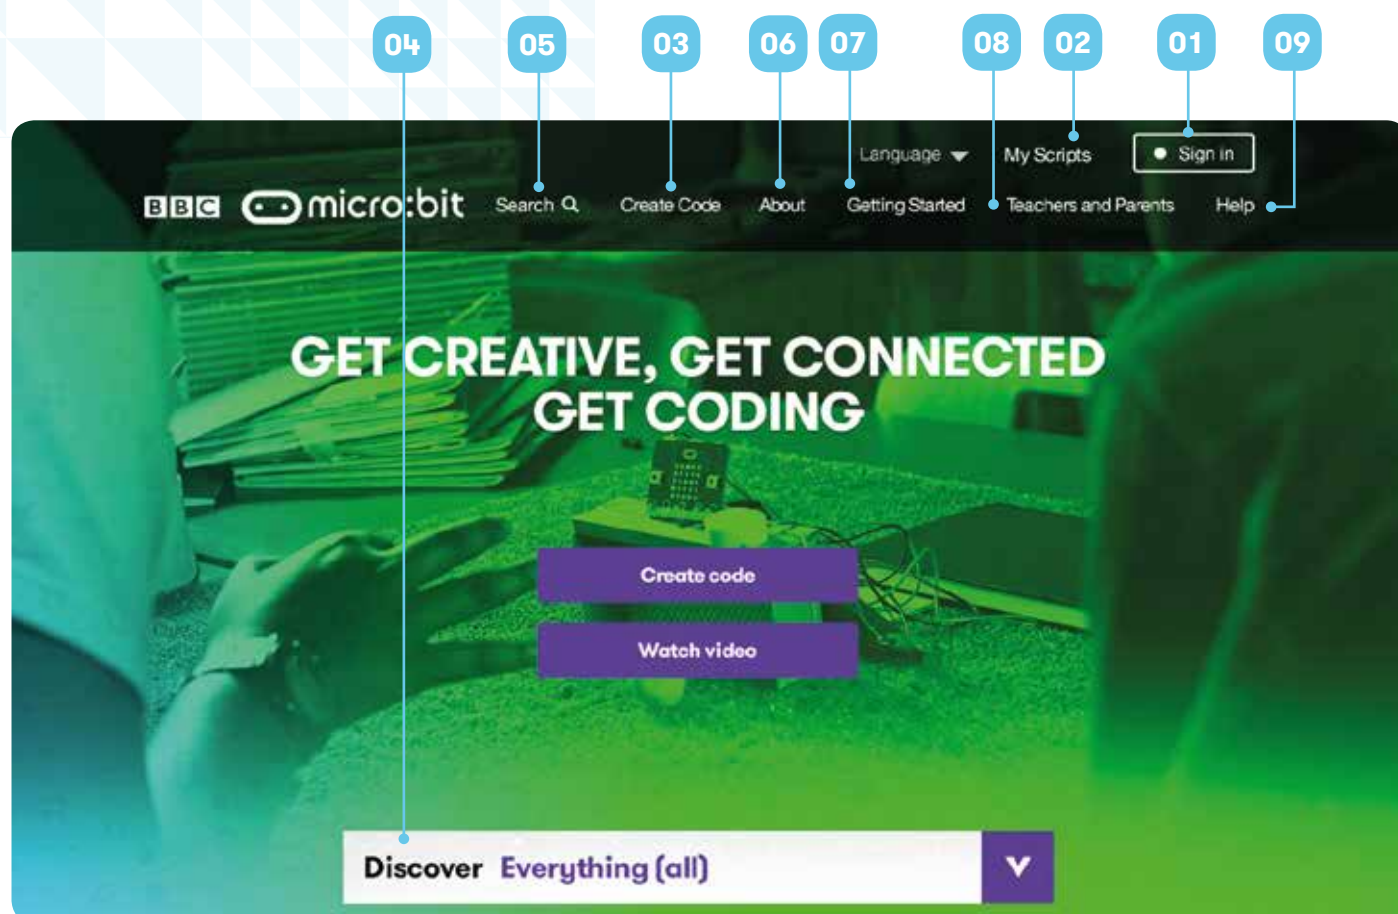 04 05 03 06 07 08 02 01 09
Language My Scripts Sign in
BBC micro:bit Search Create Code About Getting Started Teachers and Parents Help
GET CREATIVE, GET CONNECTED
GET CODING
Create code
Watch video
Discover Everything (all)